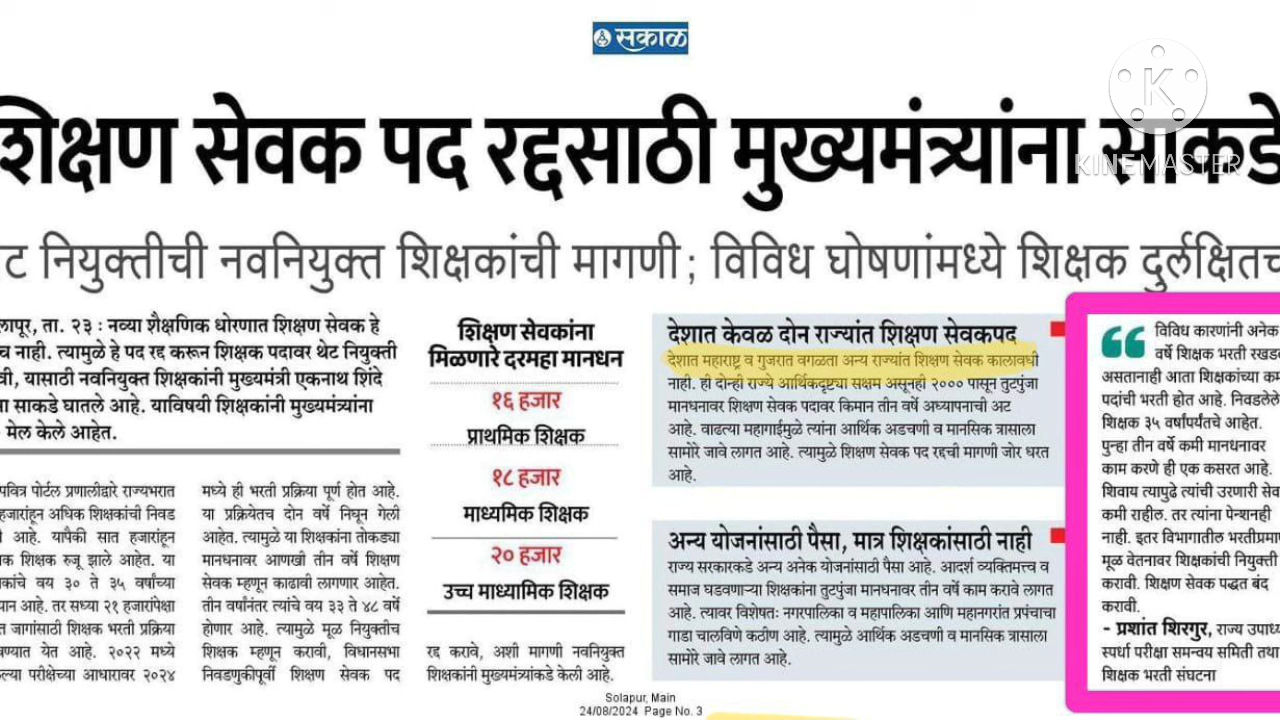 सकाळ
शिक्षण सेवक पद रद्दसाठी मुख्यमंत्र्यांना साकडे
K
KINEMASTER
ट नियुक्तीची नवनियुक्त शिक्षकांची मागणी; विविध घोषणांमध्ये शिक्षक दुर्लक्षितच
लापूर, ता. २३ : नव्या शैक्षणिक धोरणात शिक्षण सेवक हे
च नाही. त्यामुळे हे पद रद्द करून शिक्षक पदावर थेट नियुक्ती
वी, यासाठी नवनियुक्त शिक्षकांनी मुख्यमंत्री एकनाथ शिंदे
ना साकडे घातले आहे. याविषयी शिक्षकांनी मुख्यमंत्र्यांना
मेल केले आहेत.
पवित्र पोर्टल प्रणालीद्वारे राज्यभरात
हजारांहून अधिक शिक्षकांची निवड
ी आहे. यापैकी सात हजारांहून
क शिक्षक रुजू झाले आहेत. या
कांचे वय ३० ते ३५ वर्षांच्या
यान आहे. तर सध्या २१ हजारांपेक्षा
त जागांसाठी शिक्षक भरती प्रक्रिया
वण्यात येत आहे. २०२२ मध्ये
ल्या परीक्षेच्या आधारावर २०२४
मध्ये ही भरती प्रक्रिया पूर्ण होत आहे.
या प्रक्रियेतच दोन वर्षे निघून गेली
आहेत. त्यामुळे या शिक्षकांना तोकड्या
मानधनावर आणखी तीन वर्षे शिक्षण
सेवक म्हणून काढावी लागणार आहेत.
तीन वर्षांनंतर त्यांचे वय ३३ ते ४८ वर्षे
होणार आहे. त्यामुळे मूळ नियुक्तीच
शिक्षक म्हणून करावी, विधानसभा
निवडणुकीपूर्वी शिक्षण सेवक पद
शिक्षण सेवकांना
मिळणारे दरमहा मानधन
१६ हजार
प्राथमिक शिक्षक
१८ हजार
माध्यमिक शिक्षक
२० हजार
उच्च माध्यामिक शिक्षक
रद्द करावे, अशी मागणी नवनियुक्त
शिक्षकांनी मुख्यमंत्र्यांकडे केली आहे.
देशात केवळ दोन राज्यांत शिक्षण सेवकपद
देशात महाराष्ट्र व गुजरात वगळता अन्य राज्यांत शिक्षण सेवक कालावधी
नाही. ही दोन्ही राज्ये आर्थिकदृष्ट्या सक्षम असूनही २००० पासून तुटपुंजा
मानधनावर शिक्षण सेवक पदावर किमान तीन वर्षे अध्यापनाची अट
आहे. वाढत्या महागाईमुळे त्यांना आर्थिक अडचणी व मानसिक त्रासाला
सामोरे जावे लागत आहे. त्यामुळे शिक्षण सेवक पद रद्दची मागणी जोर धरत
आहे.
अन्य योजनांसाठी पैसा, मात्र शिक्षकांसाठी नाही
राज्य सरकारकडे अन्य अनेक योजनांसाठी पैसा आहे. आदर्श व्यक्तिमत्त्व व
समाज घडवणाऱ्या शिक्षकांना तुटपुंजा मानधनावर तीन वर्षे काम करावे लागत
आहे. त्यावर विशेषतः नगरपालिका व महापालिका आणि महानगरांत प्रपंचाचा
गाडा चालविणे कठीण आहे. त्यामुळे आर्थिक अडचणी व मानसिक त्रासाला
सामोरे जावे लागत आहे.
विविध कारणांनी अनेक
वर्षे शिक्षक भरती रखडत
असतानाही आता शिक्षकांच्या कम
पदांची भरती होत आहे. निवडलेले
शिक्षक ३५ वर्षांपर्यंतचे आहेत.
पुन्हा तीन वर्षे कमी मानधनावर
काम करणे ही एक कसरत आहे.
शिवाय त्यापुढे त्यांची उरणारी सेव
कमी राहील. तर त्यांना पेन्शनही
नाही. इतर विभागातील भरतीप्रमाण
मूळ वेतनावर शिक्षकांची नियुक्ती
करावी. शिक्षण सेवक पद्धत बंद
करावी.
- प्रशांत शिरगुर, राज्य उपाध्य
स्पर्धा परीक्षा समन्वय समिती तथा
शिक्षक भरती संघटना
Solapur, Main
24/08/2024 Page No. 3